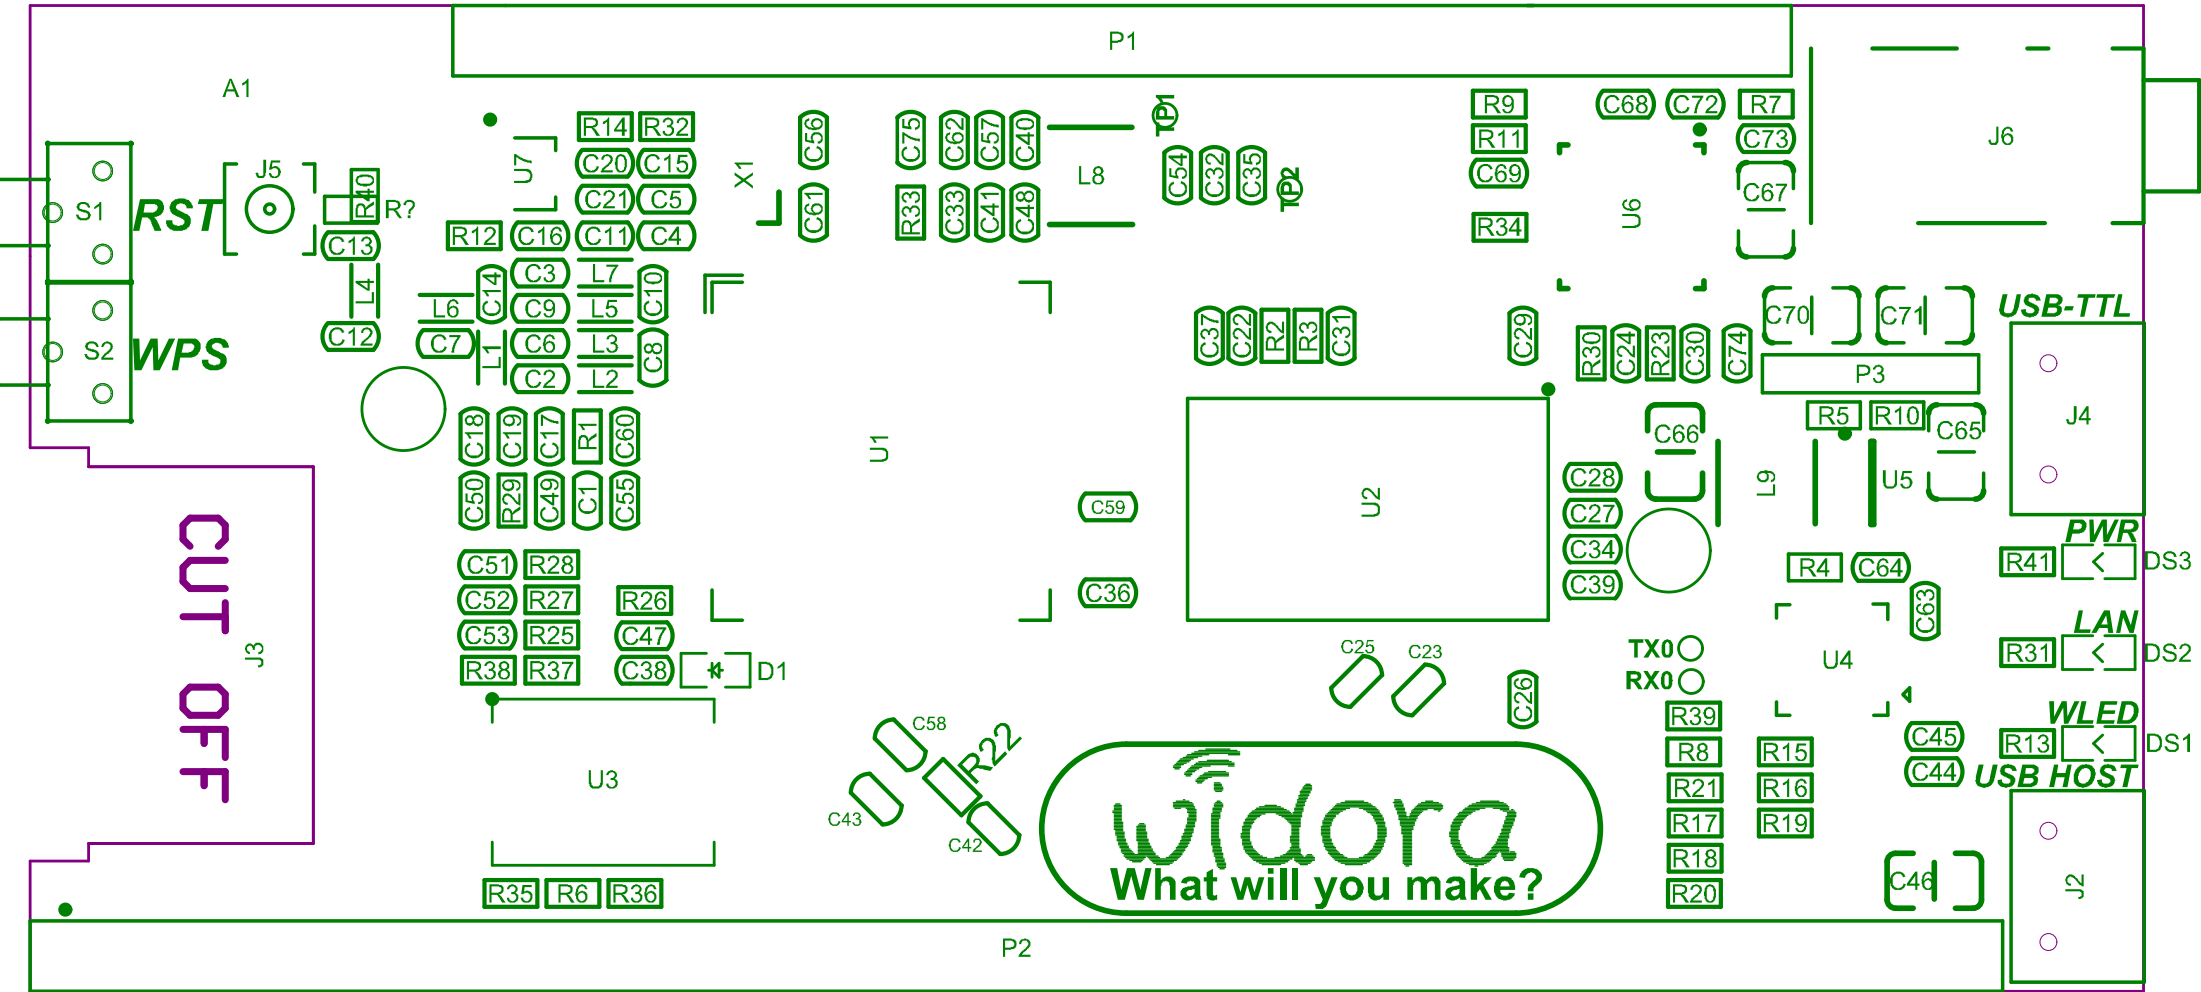 P1
A1
J5
R40
R?
S1
RST
C13
L4
C12
S2
WPS
U7
R14
R32
C20
C15
C21
C5
R12
C16
C11
C4
X1
C56
C61
C75
C62
C57
C40
R33
C33
C41
C48
L8
TP1
C54
C32
C35
TP2
R9
R11
C69
R34
C68
C72
R7
C73
C67
U6
J6
C14
C3
L7
C10
L6
C9
L5
C7
L1
C6
L3
C8
C2
L2
C18
C19
C17
R1
C60
C50
R29
C49
C1
C55
U1
C37
C22
R2
R3
C31
C29
R30
C24
R23
C30
C74
C70
C71
USB-TTL
P3
R5
R10
C66
C65
J4
L9
U5
U2
C59
C36
C28
C27
C34
C39
PWR
R41
DS3
R4
C64
C63
LAN
R31
DS2
U4
TX0
RX0
CUT OFF
J3
C51
R28
C52
R27
R26
C53
R25
C47
R38
R37
C38
D1
C25
C23
C26
U3
C58
R22
C43
C42
R39
R8
R15
R21
R16
R17
R19
R18
R20
C45
C44
WLED
R13
DS1
USB HOST
C46
J2
widora
What will you make?
R35
R6
R36
P2